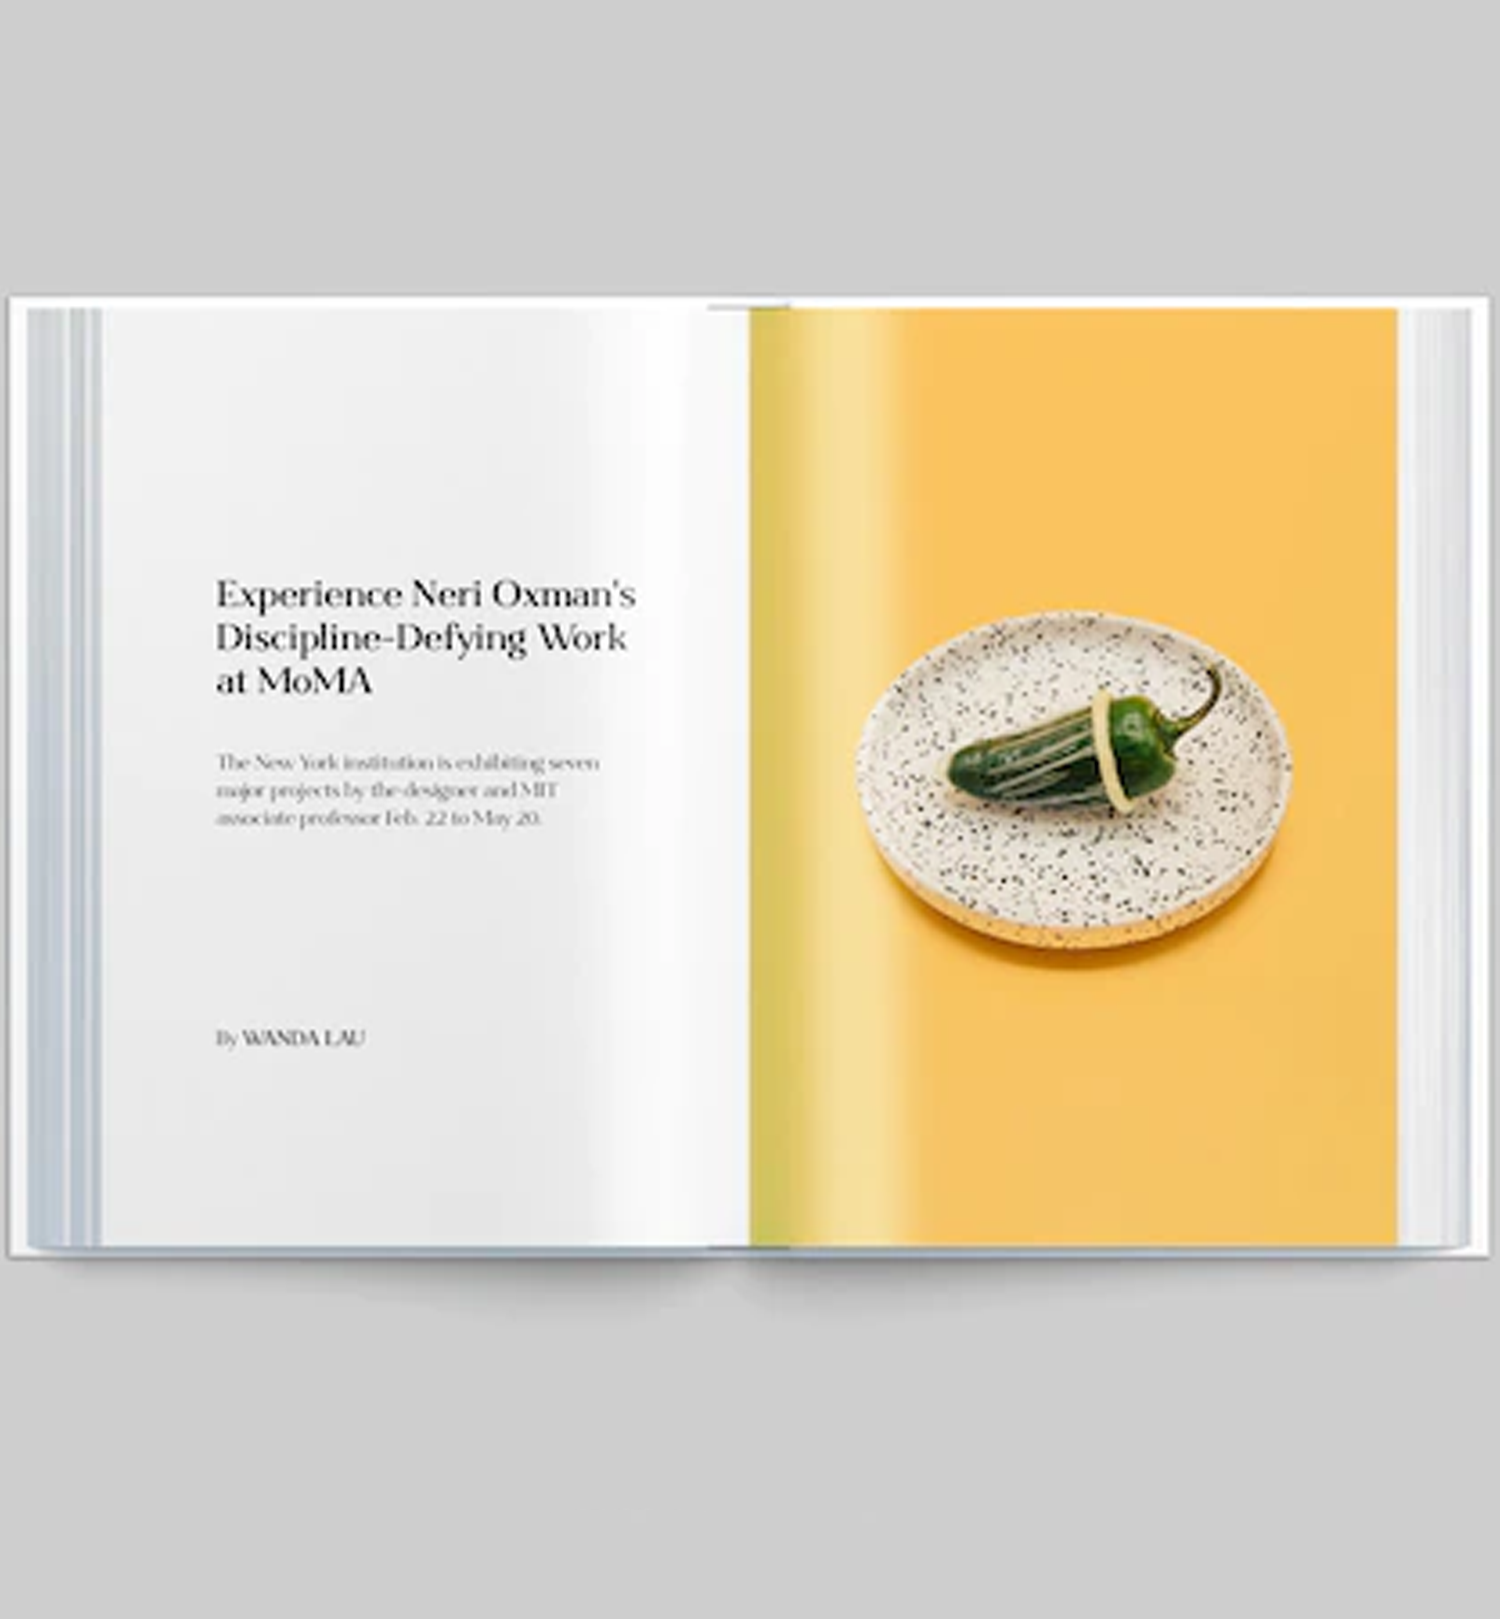 Experience Neri Oxman's
Discipline-Defying Work
at MoMA
The New York institution is exhibiting seven
major projects by the designer and MIT
associate professor Feb. 22 to May 20.
By WANDA LAU